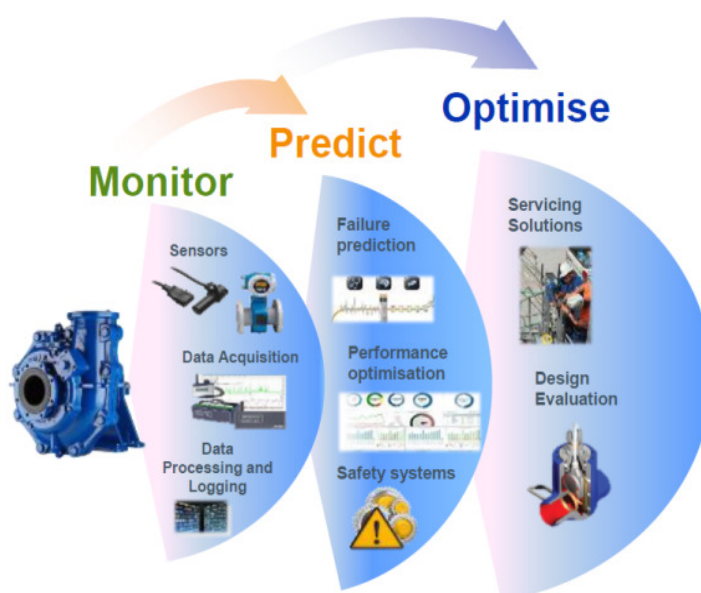 Monitor
Sensors
Data Acquisition
Data
Processing and
Logging
Predict
Failure
prediction
Performance
optimisation
Safety systems
Optimise
Servicing
Solutions
Design
Evaluation